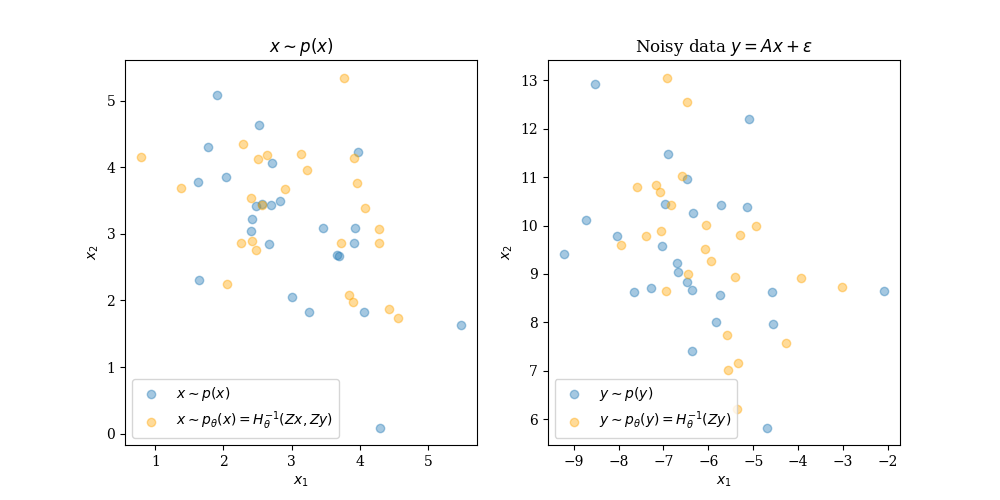 x ∼ p(x)
5
4
3
2
1
0
x₂
1 2 3 4 5
x₁
x ∼ p(x)
x ∼ p_θ(x) = H_θ^{-1}(Zx, Zy)
Noisy data y = Ax + ε
13
12
11
10
9
8
7
6
x₂
−9 −8 −7 −6 −5 −4 −3 −2
x₁
y ∼ p(y)
y ∼ p_θ(y) = H_θ^{-1}(Zy)